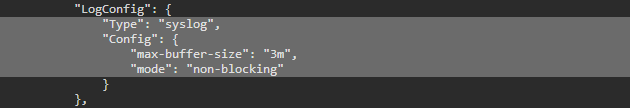 "LogConfig": {
"Type": "syslog",
"Config": {
"max-buffer-size": "3m",
"mode": "non-blocking"
}
},